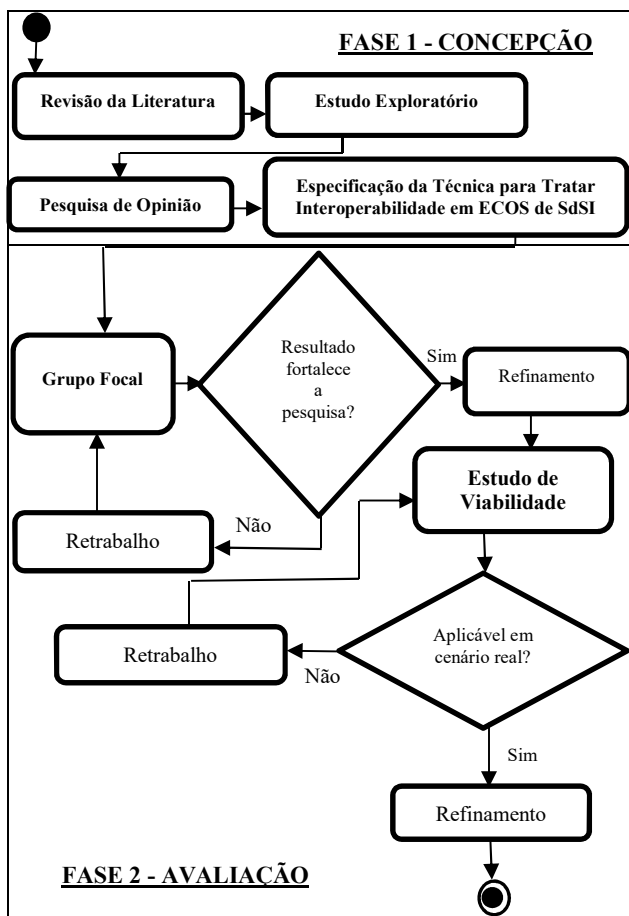 FASE 1 - CONCEPÇÃO
Revisão da Literatura
Estudo Exploratório
Pesquisa de Opinião
Especificação da Técnica para Tratar
Interoperabilidade em ECOS de SdSI
Grupo Focal
Resultado
fortalece
a
pesquisa?
Sim
Refinamento
Estudo de
Viabilidade
Não
Retrabalho
Aplicável em
cenário real?
Não
Retrabalho
Sim
Refinamento
FASE 2 - AVALIAÇÃO